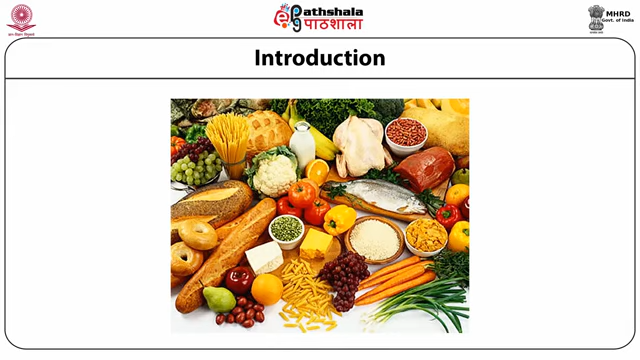 ePathshala
पाठशाला
MHRD
Govt. of India
Introduction